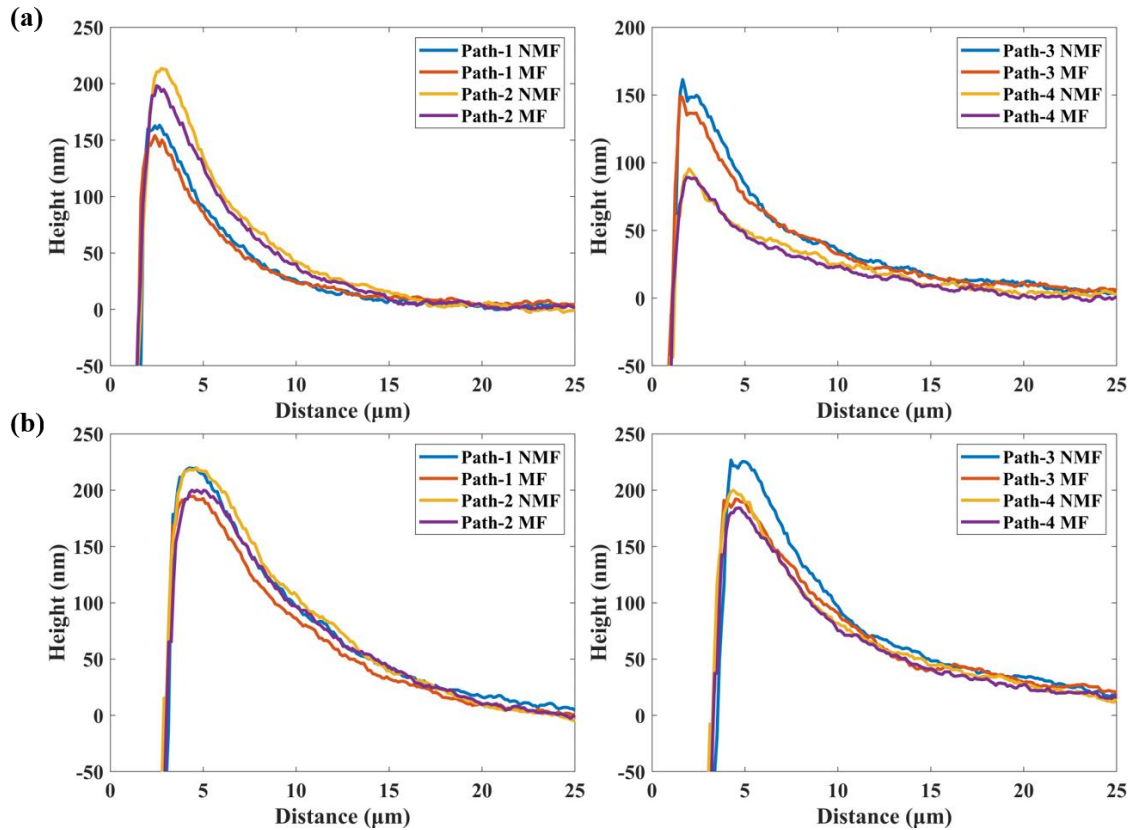 (a)
250
200
150
100
50
0
-50
Height (nm)
0 5 10 15 20 25
Distance (µm)
Path-1 NMF
Path-1 MF
Path-2 NMF
Path-2 MF
200
150
100
50
0
-50
Height (nm)
0 5 10 15 20 25
Distance (µm)
Path-3 NMF
Path-3 MF
Path-4 NMF
Path-4 MF
(b)
250
200
150
100
50
0
-50
Height (nm)
0 5 10 15 20 25
Distance (µm)
Path-1 NMF
Path-1 MF
Path-2 NMF
Path-2 MF
250
200
150
100
50
0
-50
Height (nm)
0 5 10 15 20 25
Distance (µm)
Path-3 NMF
Path-3 MF
Path-4 NMF
Path-4 MF